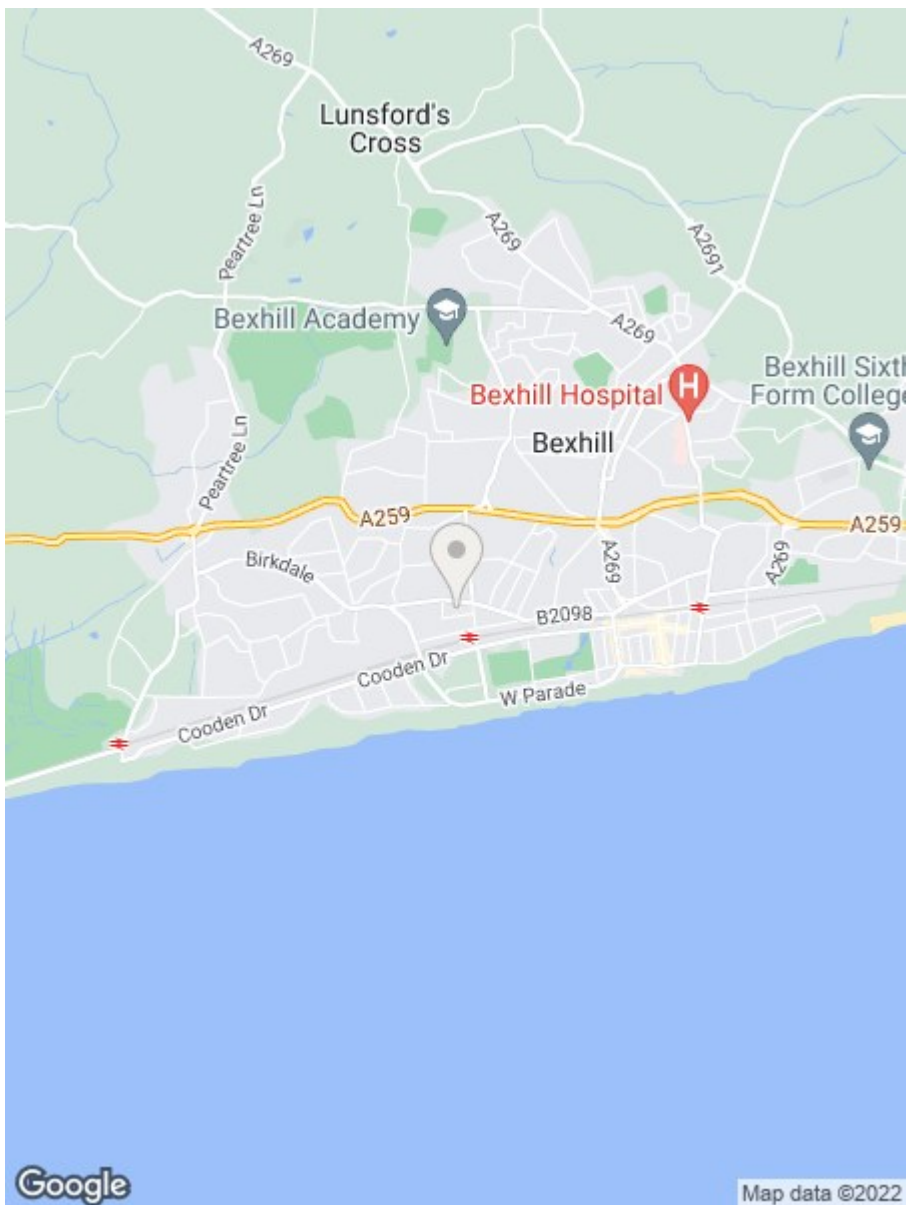 A269
Lunsford's
Cross
Peartree Ln
A269
A2691
Bexhill Academy
A269
Bexhill Sixth
Form College
Bexhill Hospital
H
Bexhill
Peartree Ln
A259
A259
Birkdale
A269
A269
B2098
Cooden Dr
W Parade
Cooden Dr
Google
Map data ©2022